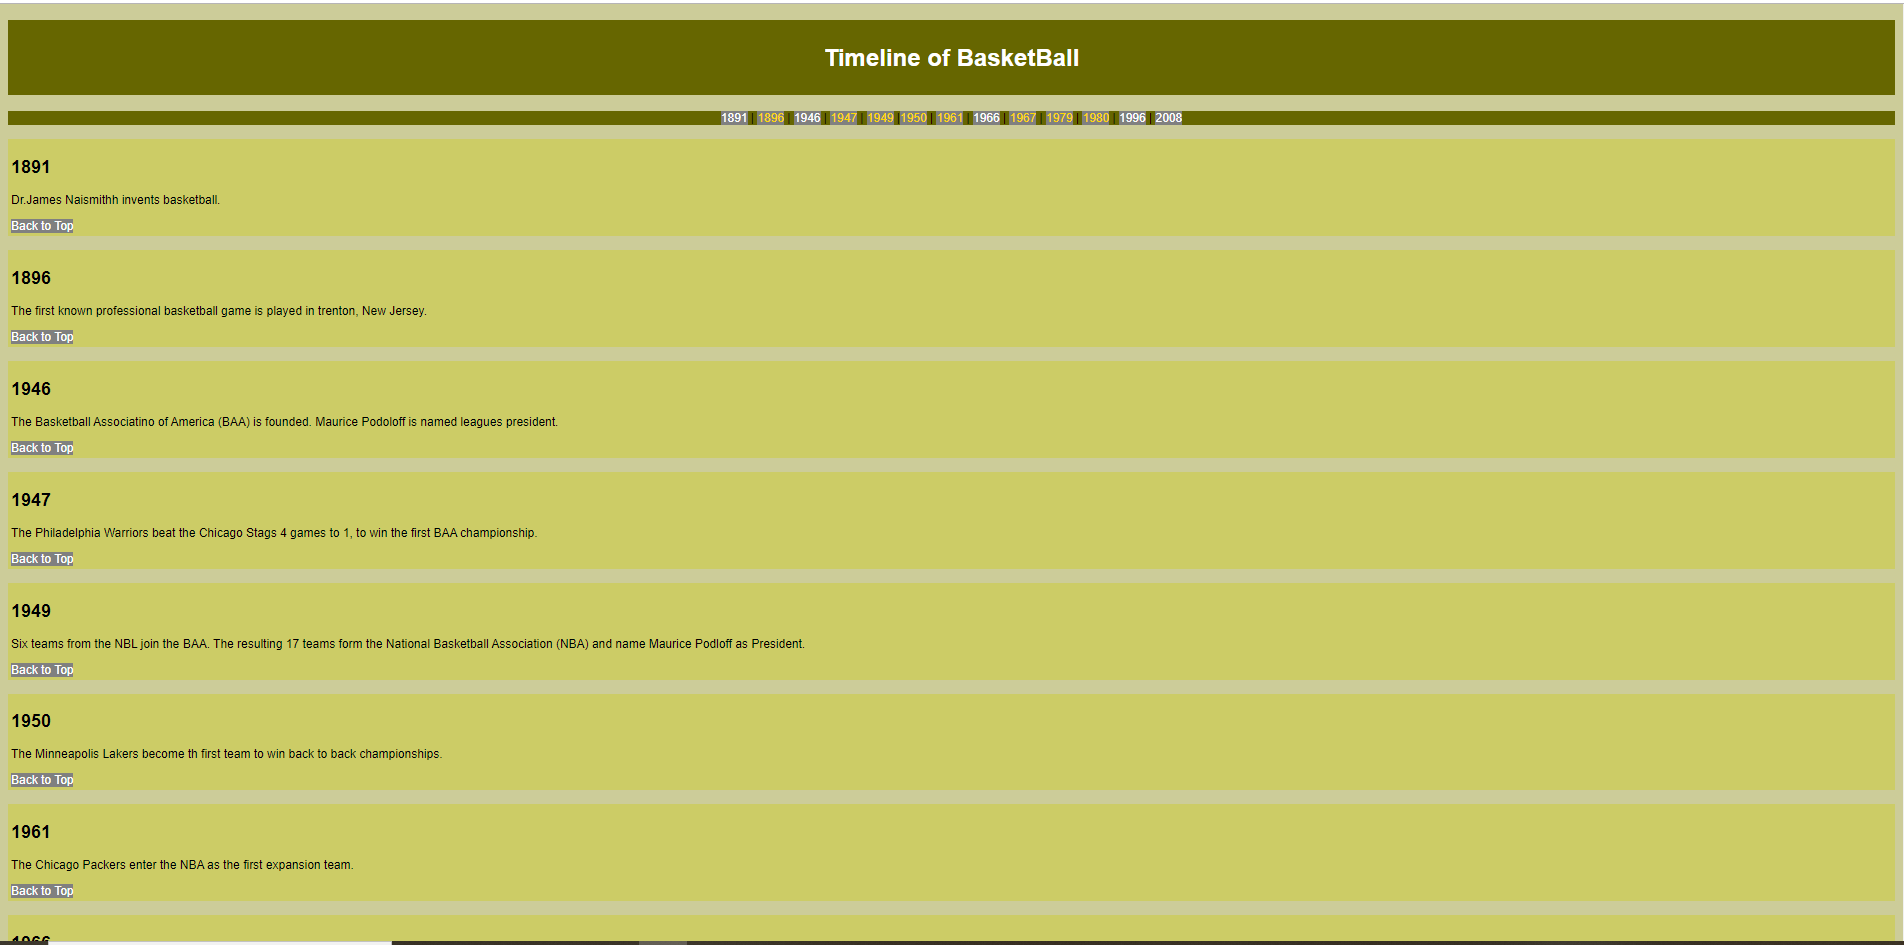 Timeline of BasketBall
1891 | 1896 | 1946 | 1947 | 1949 | 1950 | 1961 | 1966 | 1967 | 1979 | 1980 | 1996 | 2008
1891
Dr.James Naismithh invents basketball.
Back to Top
1896
The first known professional basketball game is played in trenton, New Jersey.
Back to Top
1946
The Basketball Associatino of America (BAA) is founded. Maurice Podoloff is named leagues president.
Back to Top
1947
The Philadelphia Warriors beat the Chicago Stags 4 games to 1, to win the first BAA championship.
Back to Top
1949
Six teams from the NBL join the BAA. The resulting 17 teams form the National Basketball Association (NBA) and name Maurice Podloff as President.
Back to Top
1950
The Minneapolis Lakers become th first team to win back to back championships.
Back to Top
1961
The Chicago Packers enter the NBA as the first expansion team.
Back to Top
1966